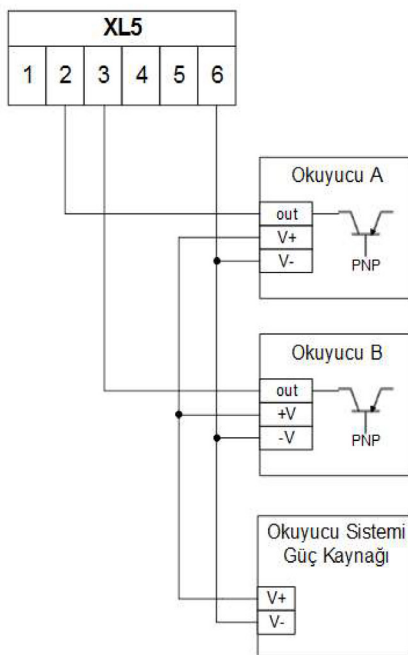 XL5
1 2 3 4 5 6
Okuyucu A
out
V+
V-
PNP
Okuyucu B
out
+V
-V
PNP
Okuyucu Sistemi
Güç Kaynağı
V+
V-